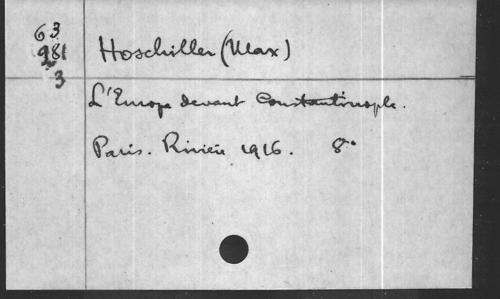 63
981
3
Hoschiller (Max)
L'Europe devant Constantinople.
Paris. Rivière 1916. 8°